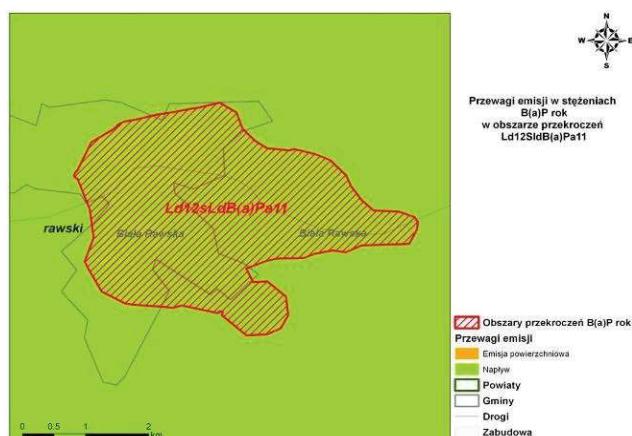 N
W E
S
Przewagi emisji w stężeniach
B(a)P rok
w obszarze przekroczeń
Ld12SldB(a)Pa11
Ld12sLdB(a)Pa11
rawski
Biała Rawska
Biała Rawska
Obszary przekroczeń B(a)P rok
Przewagi emisji
Emisja powierzchniowa
Napływ
Powiaty
Gminy
Drogi
Zabudowa
0 0.5 1 2
km